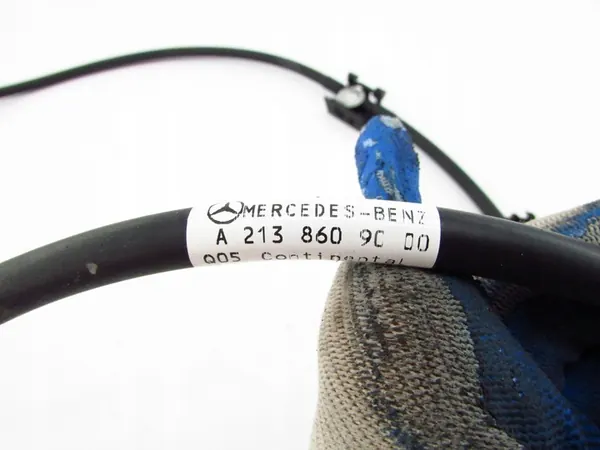 MERCEDES-BENZ
A 213 860 90 00
Q05 Continental